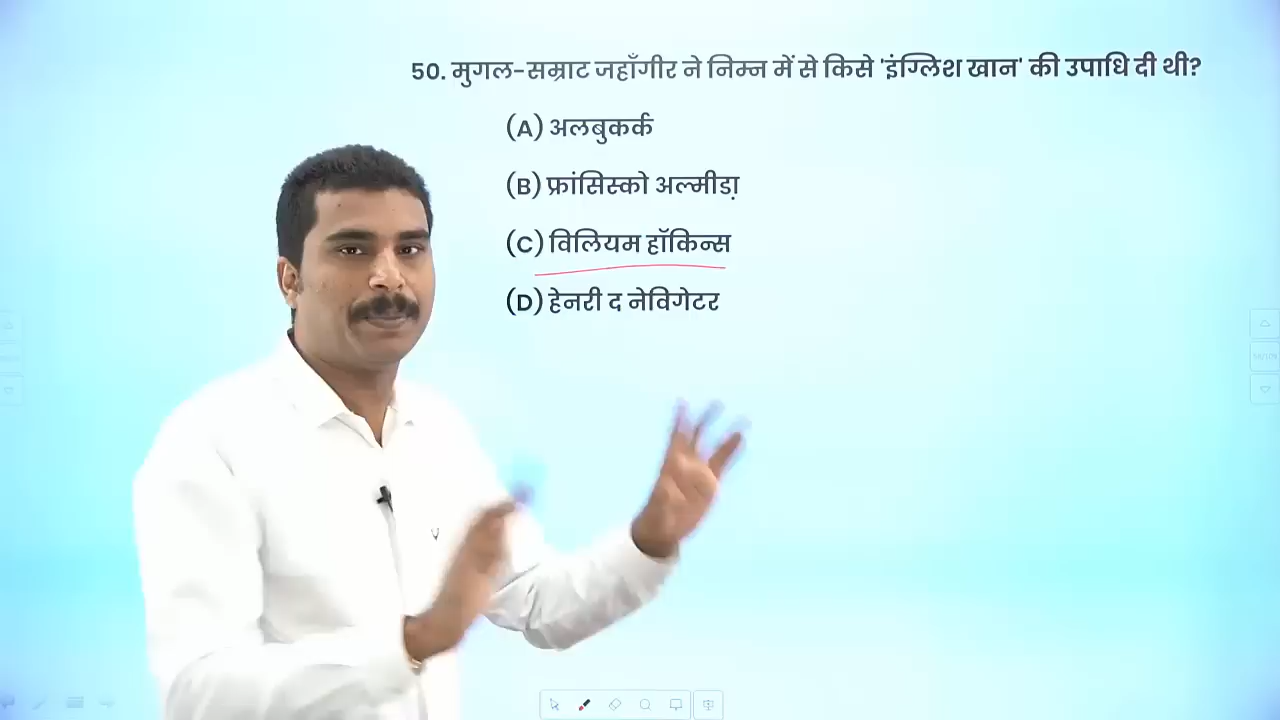 50. मुगल-सम्राट जहाँगीर ने निम्न में से किसे 'इंग्लिश खान' की उपाधि दी थी?
(A) अलबुकर्क
(B) फ्रांसिस्को अल्मीडा़
(C) विलियम हॉकिन्स
(D) हेनरी द नेविगेटर